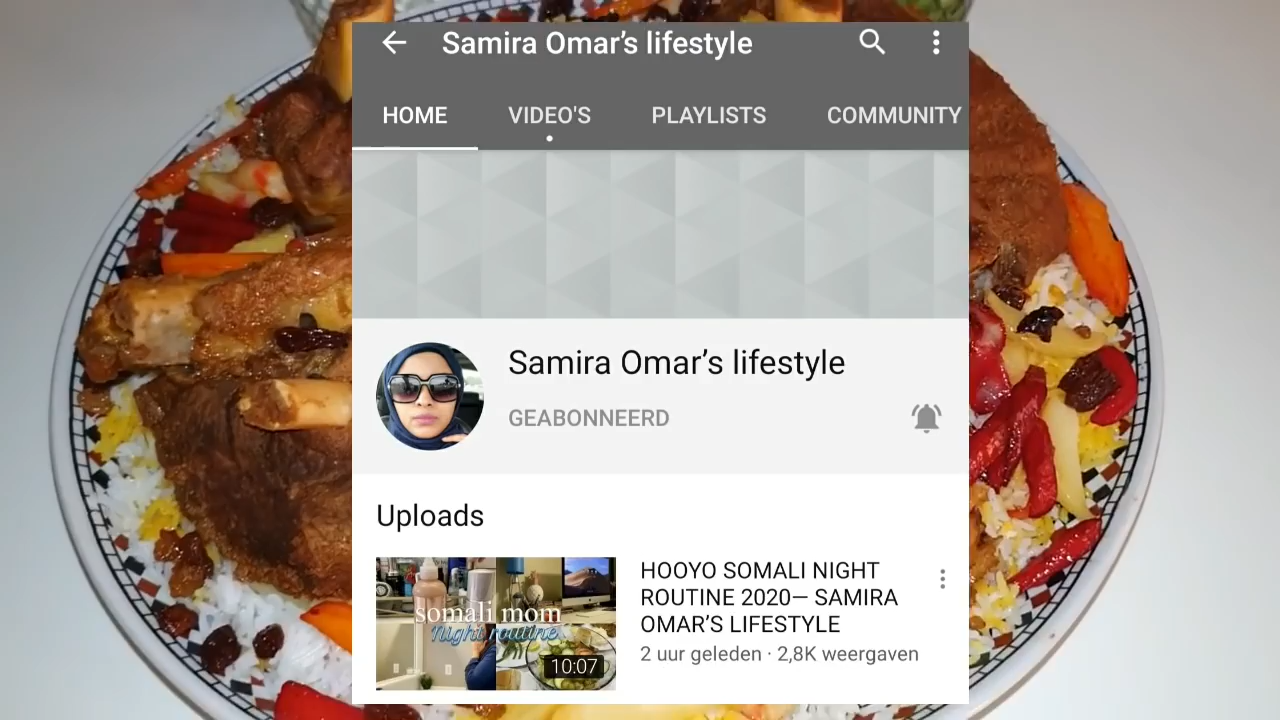 Samira Omar’s lifestyle
HOME VIDEO'S PLAYLISTS COMMUNITY
Samira Omar’s lifestyle
GEABONNEERD
Uploads
somali mom
Night routine
10:07
HOOYO SOMALI NIGHT
ROUTINE 2020— SAMIRA
OMAR’S LIFESTYLE
2 uur geleden · 2,8K weergaven